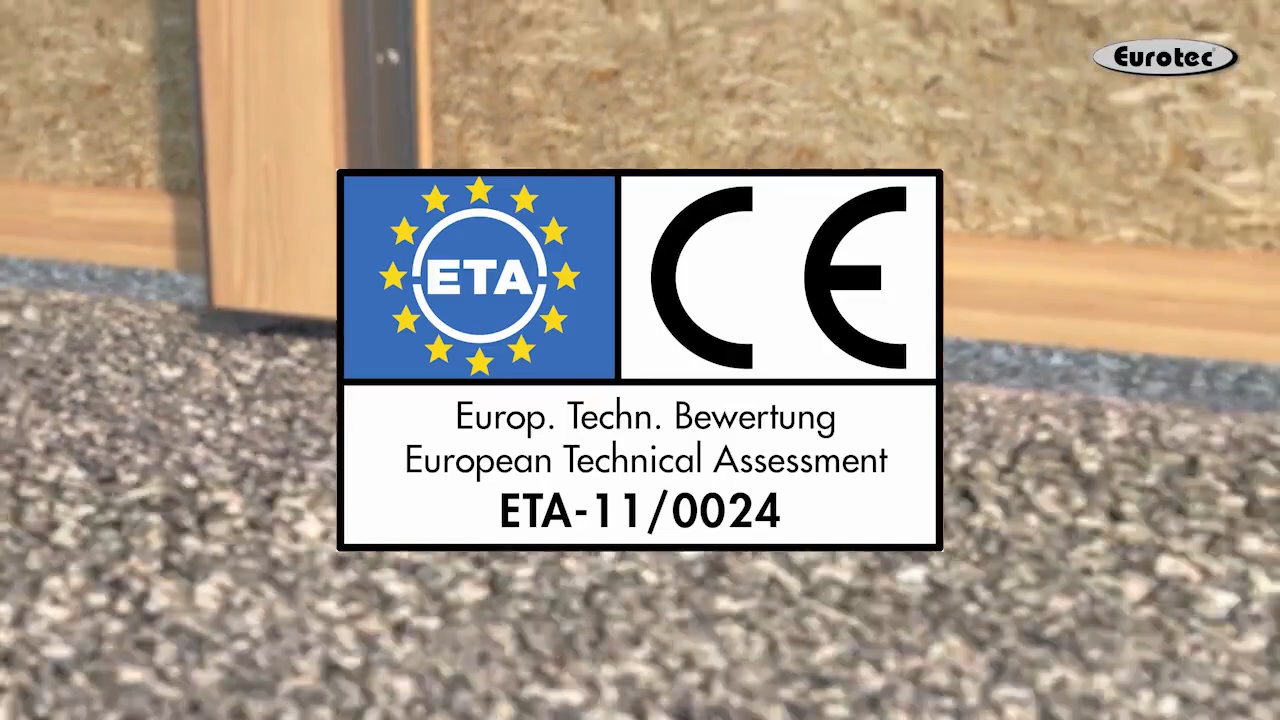 Eurotec
ETA
CE
Europ. Techn. Bewertung
European Technical Assessment
ETA-11/0024